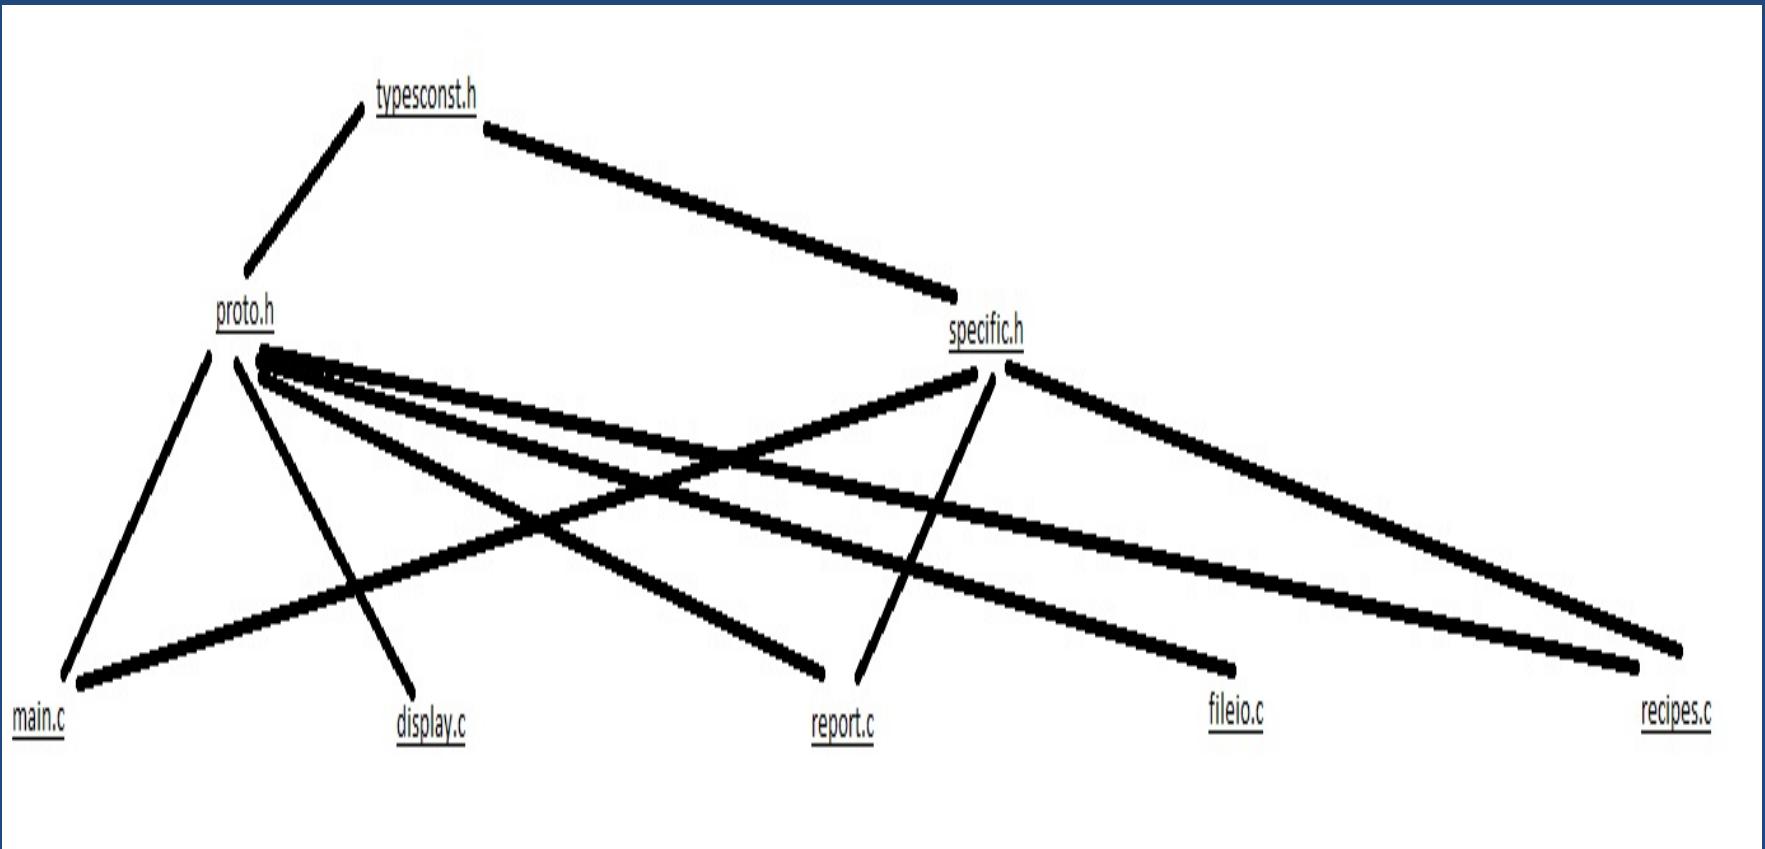 typesconst.h
proto.h
specific.h
main.c
display.c
report.c
fileio.c
recipes.c